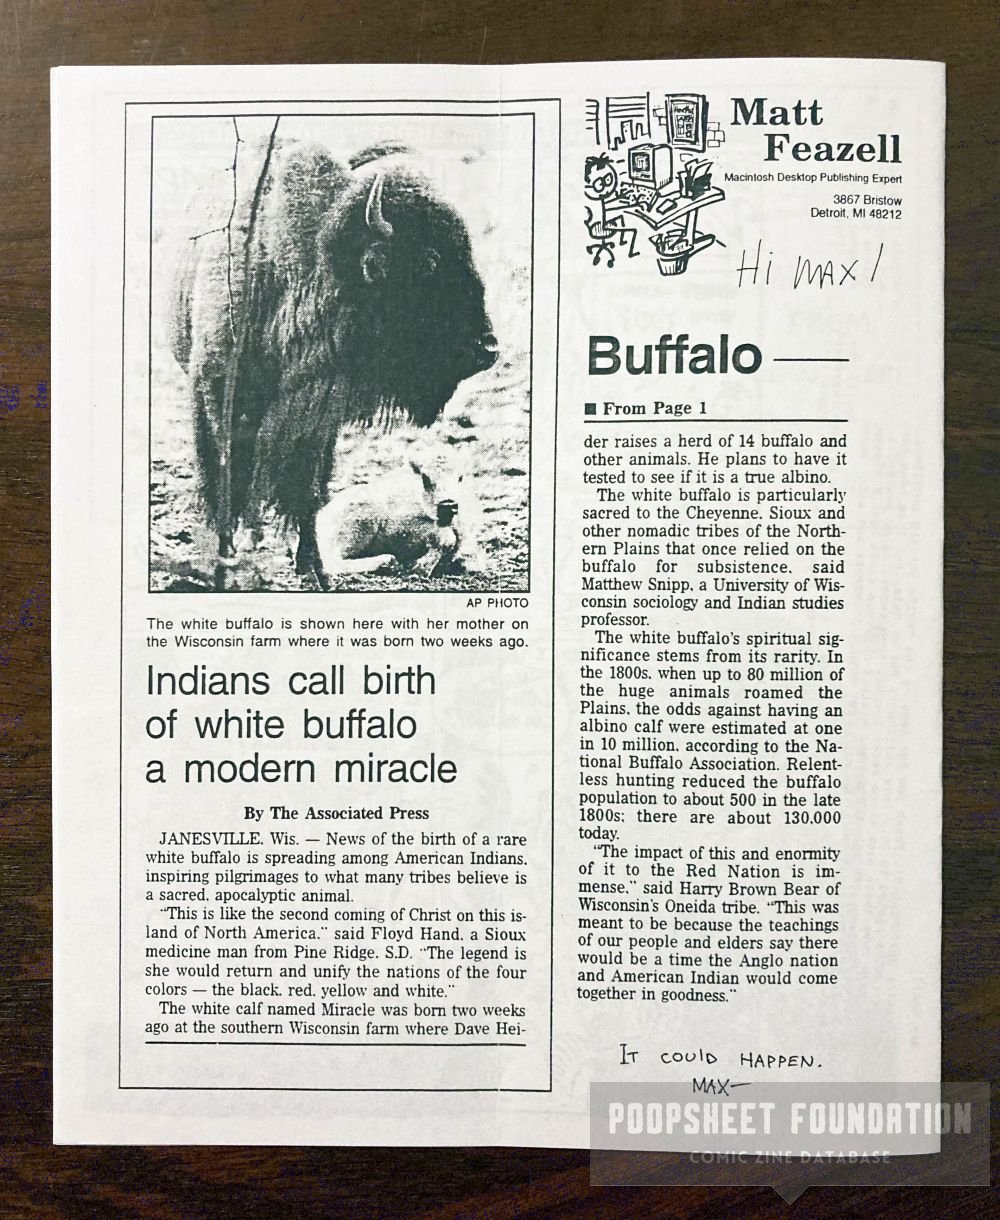 AP PHOTO
The white buffalo is shown here with her mother on
the Wisconsin farm where it was born two weeks ago.
Indians call birth
of white buffalo
a modern miracle
By The Associated Press
JANESVILLE, Wis. — News of the birth of a rare
white buffalo is spreading among American Indians,
inspiring pilgrimages to what many tribes believe is
a sacred, apocalyptic animal.
“This is like the second coming of Christ on this is-
land of North America,” said Floyd Hand, a Sioux
medicine man from Pine Ridge, S.D. “The legend is
she would return and unify the nations of the four
colors — the black, red, yellow and white.”
The white calf named Miracle was born two weeks
ago at the southern Wisconsin farm where Dave Hei-
Matt
Feazell
Macintosh Desktop Publishing Expert
3867 Bristow
Detroit, MI 48212
Hi MAX!
Buffalo —
■ From Page 1
der raises a herd of 14 buffalo and
other animals. He plans to have it
tested to see if it is a true albino.
The white buffalo is particularly
sacred to the Cheyenne, Sioux and
other nomadic tribes of the North-
ern Plains that once relied on the
buffalo for subsistence, said
Matthew Snipp, a University of Wis-
consin sociology and Indian studies
professor.
The white buffalo's spiritual sig-
nificance stems from its rarity. In
the 1800s, when up to 80 million of
the huge animals roamed the
Plains, the odds against having an
albino calf were estimated at one
in 10 million, according to the Na-
tional Buffalo Association. Relent-
less hunting reduced the buffalo
population to about 500 in the late
1800s; there are about 130,000
today.
“The impact of this and enormity
of it to the Red Nation is im-
mense,” said Harry Brown Bear of
Wisconsin's Oneida tribe. “This was
meant to be because the teachings
of our people and elders say there
would be a time the Anglo nation
and American Indian would come
together in goodness.”
IT COULD HAPPEN.
MAX—
POOPSHEET FOUNDATION
COMIC ZINE DATABASE